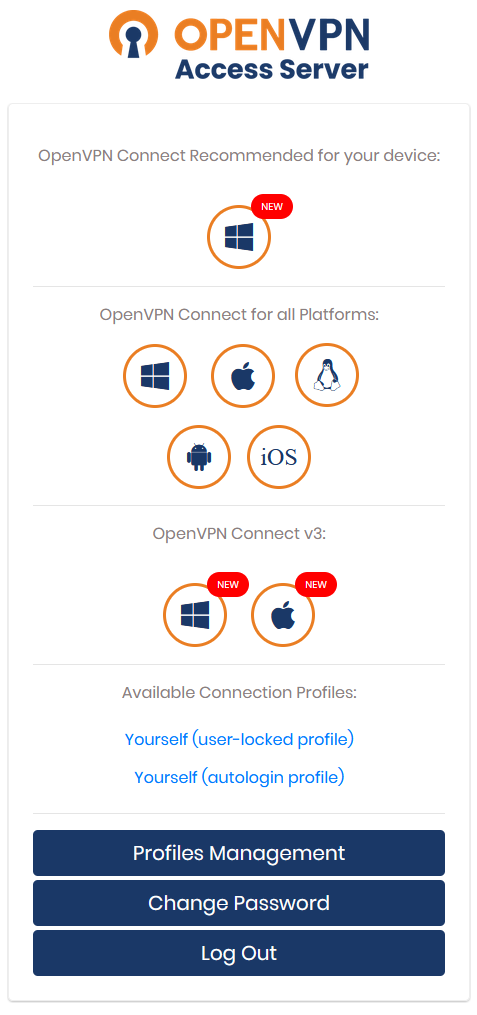 OPENVPN
Access Server
OpenVPN Connect Recommended for your device:
NEW
OpenVPN Connect for all Platforms:
iOS
OpenVPN Connect v3:
NEW NEW
Available Connection Profiles:
Yourself (user-locked profile)
Yourself (autologin profile)
Profiles Management
Change Password
Log Out